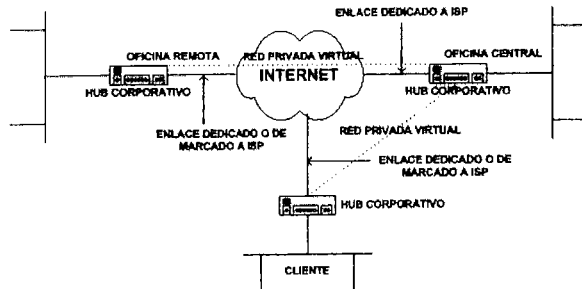 ENLACE DEDICADO A ISP
OFICINA REMOTA
RED PRIVADA VIRTUAL
OFICINA CENTRAL
INTERNET
HUB CORPORATIVO
HUB CORPORATIVO
ENLACE DEDICADO O DE
MARCADO A ISP
RED PRIVADA VIRTUAL
ENLACE DEDICADO O DE
MARCADO A ISP
HUB CORPORATIVO
CLIENTE